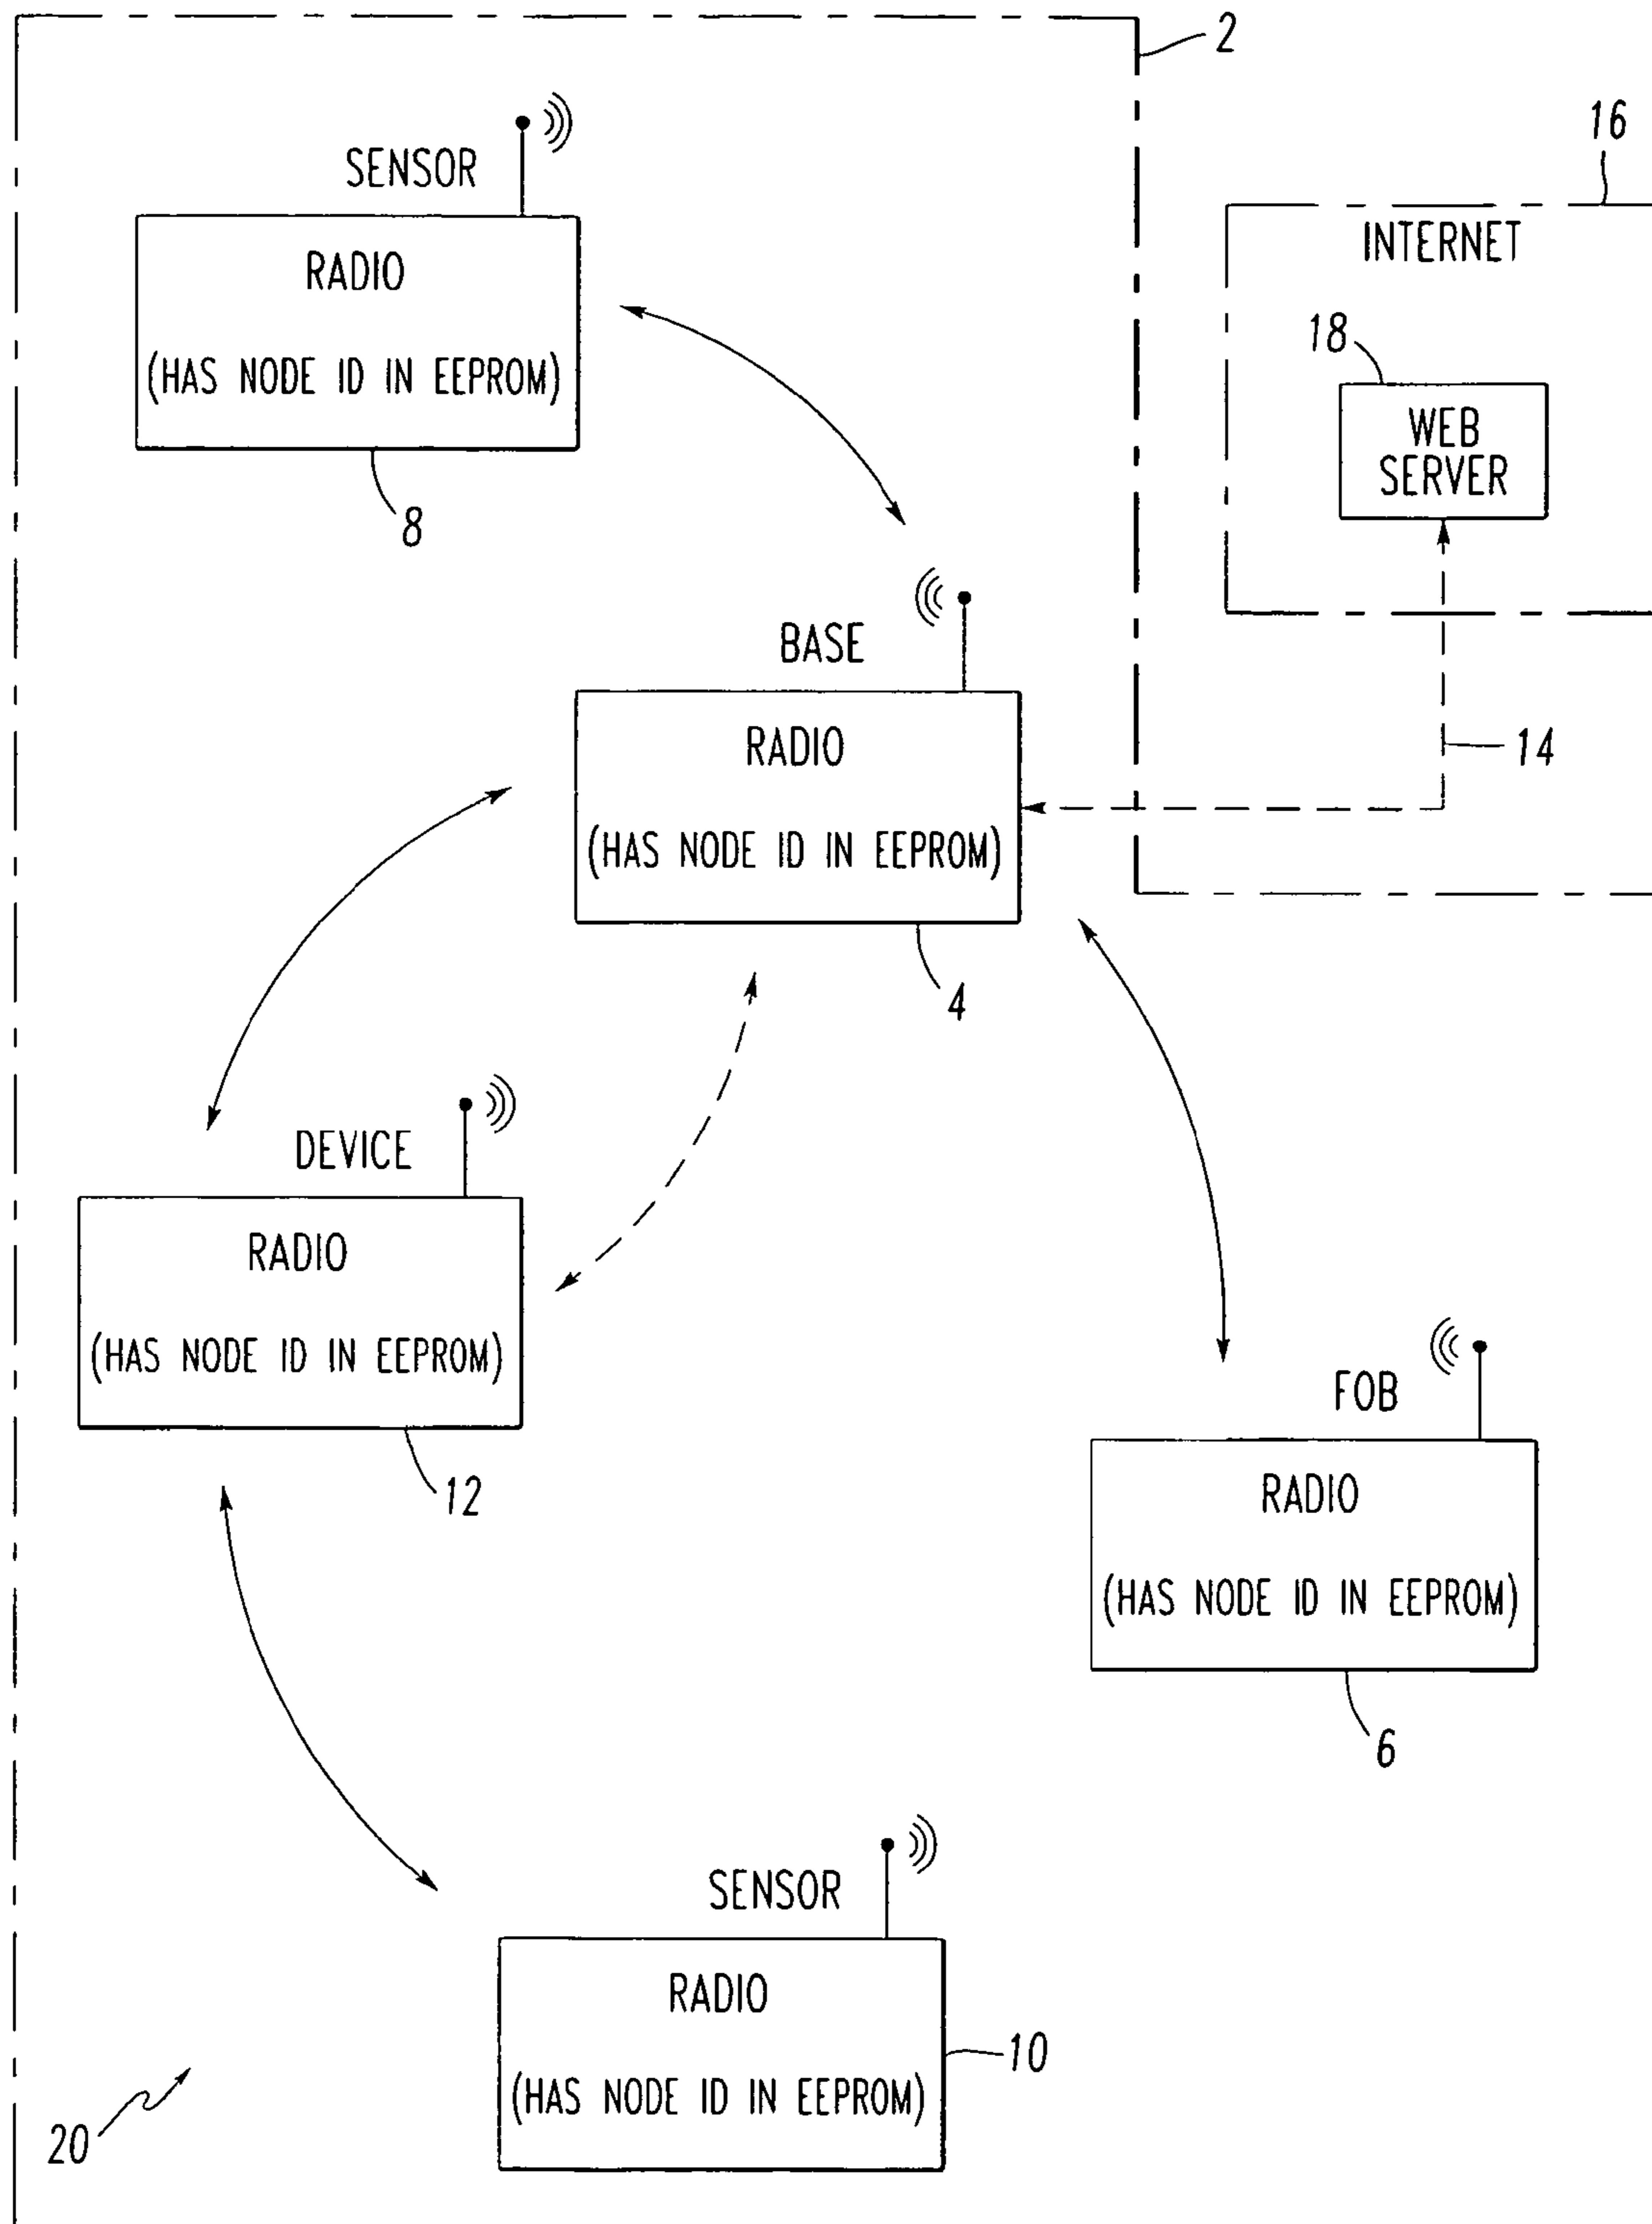 2
16
SENSOR
INTERNET
RADIO
18
(HAS NODE ID IN EEPROM)
WEB
SERVER
8
BASE
RADIO
14
(HAS NODE ID IN EEPROM)
4
DEVICE
RADIO
(HAS NODE ID IN EEPROM)
FOB
12
RADIO
(HAS NODE ID IN EEPROM)
6
SENSOR
RADIO
10
(HAS NODE ID IN EEPROM)
20